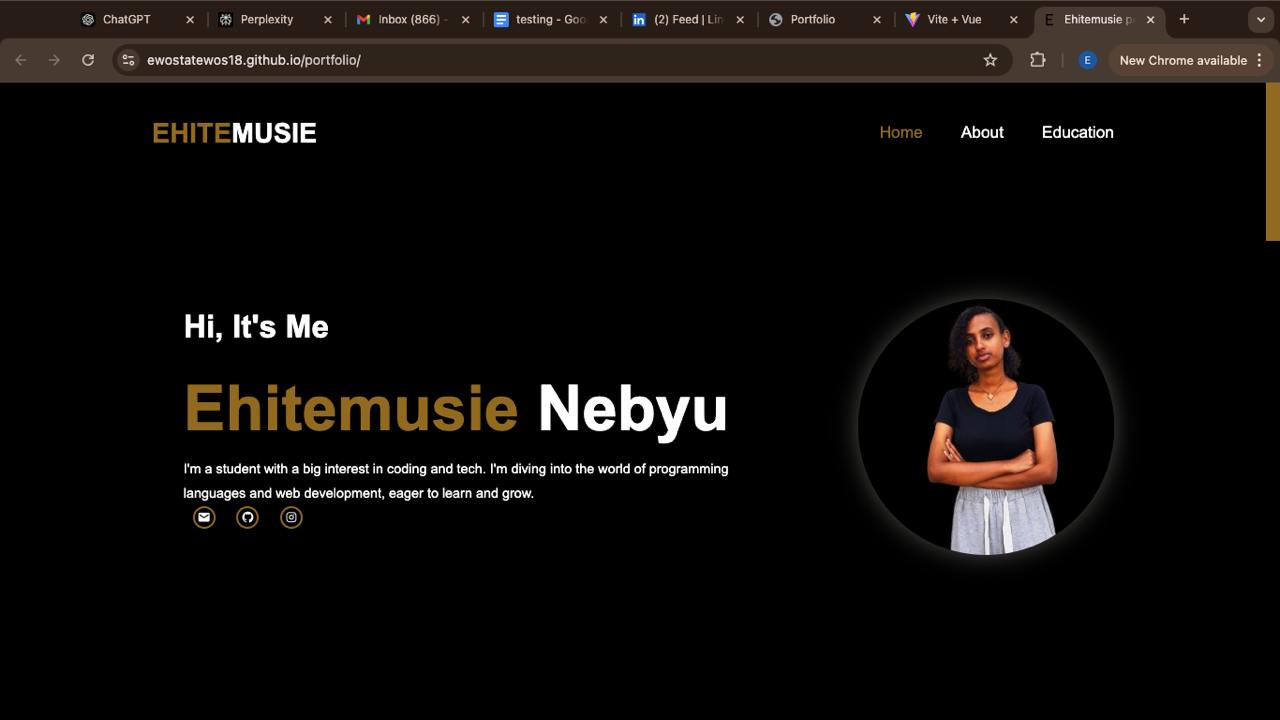 ChatGPT
Perplexity
Inbox (866) -
testing - Goo
(2) Feed | Lin
Portfolio
Vite + Vue
E
Ehitemusie p
ewostatewos18.github.io/portfolio/
E
New Chrome available
EHITEMUSIE
Home
About
Education
Hi, It's Me
Ehitemusie Nebyu
I'm a student with a big interest in coding and tech. I'm diving into the world of programming
languages and web development, eager to learn and grow.